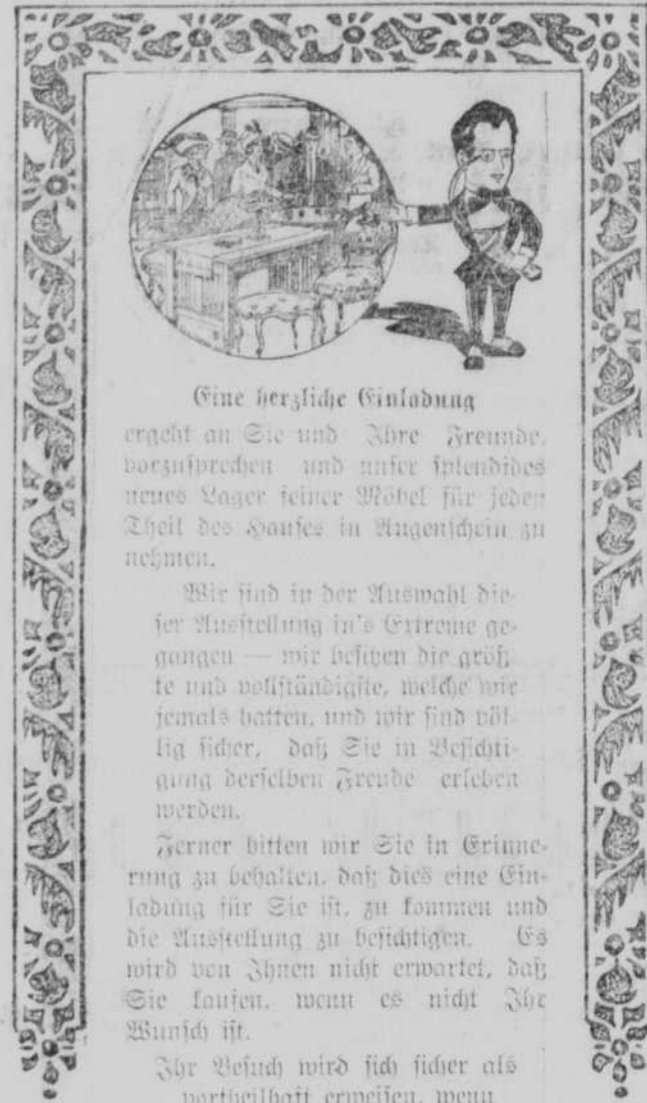 Eine herzliche Einladung
ergeht an Sie und Ihre Freunde,
vorzusprechen und unser splendides
neues Lager feiner Möbel für jeden
Theil des Hauses in Augenschein zu
nehmen.
Wir sind in der Auswahl die-
ser Ausstellung in's Extreme ge-
gangen — wir besitzen die größ-
te und vollständigste, welche wir
jemals hatten, und wir sind völ-
lig sicher, daß Sie in Besichti-
gung derselben Freude erleben
werden.
Ferner bitten wir Sie in Erinne-
rung zu behalten, daß dies eine Ein-
ladung für Sie ist, zu kommen und
die Ausstellung zu besichtigen. Es
wird von Ihnen nicht erwartet, daß
Sie kaufen, wenn es nicht Ihr
Wunsch ist.
Ihr Besuch wird sich sicher als
vortheilhaft erweisen, wenn